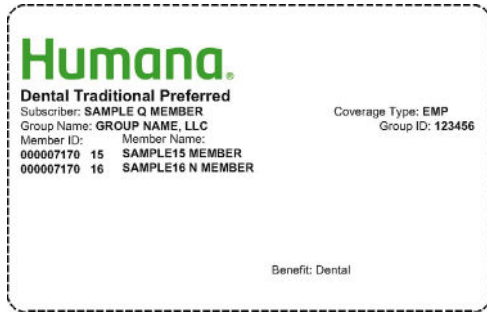 Humana®
Dental Traditional Preferred
Subscriber: SAMPLE Q MEMBER Coverage Type: EMP
Group Name: GROUP NAME, LLC Group ID: 123456
Member ID: Member Name:
000007170 15 SAMPLE15 MEMBER
000007170 16 SAMPLE16 N MEMBER
Benefit: Dental